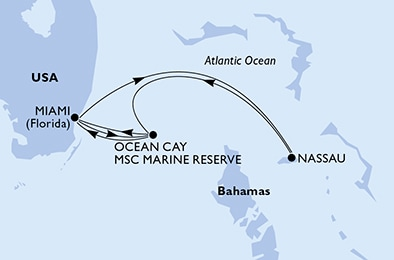 Atlantic Ocean
USA
MIAMI
(Florida)
OCEAN CAY
MSC MARINE RESERVE
NASSAU
Bahamas